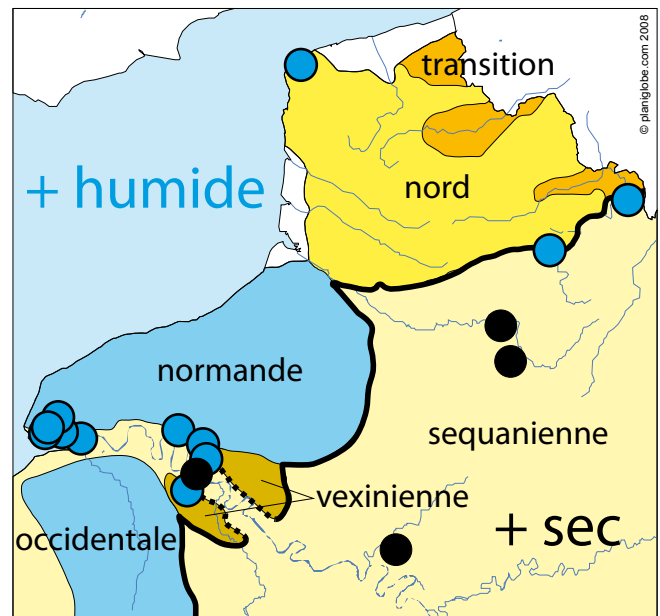 © planiglobe.com 2008
transition
+ humide
nord
normande
sequanienne
vexinienne
+ sec
occidentale